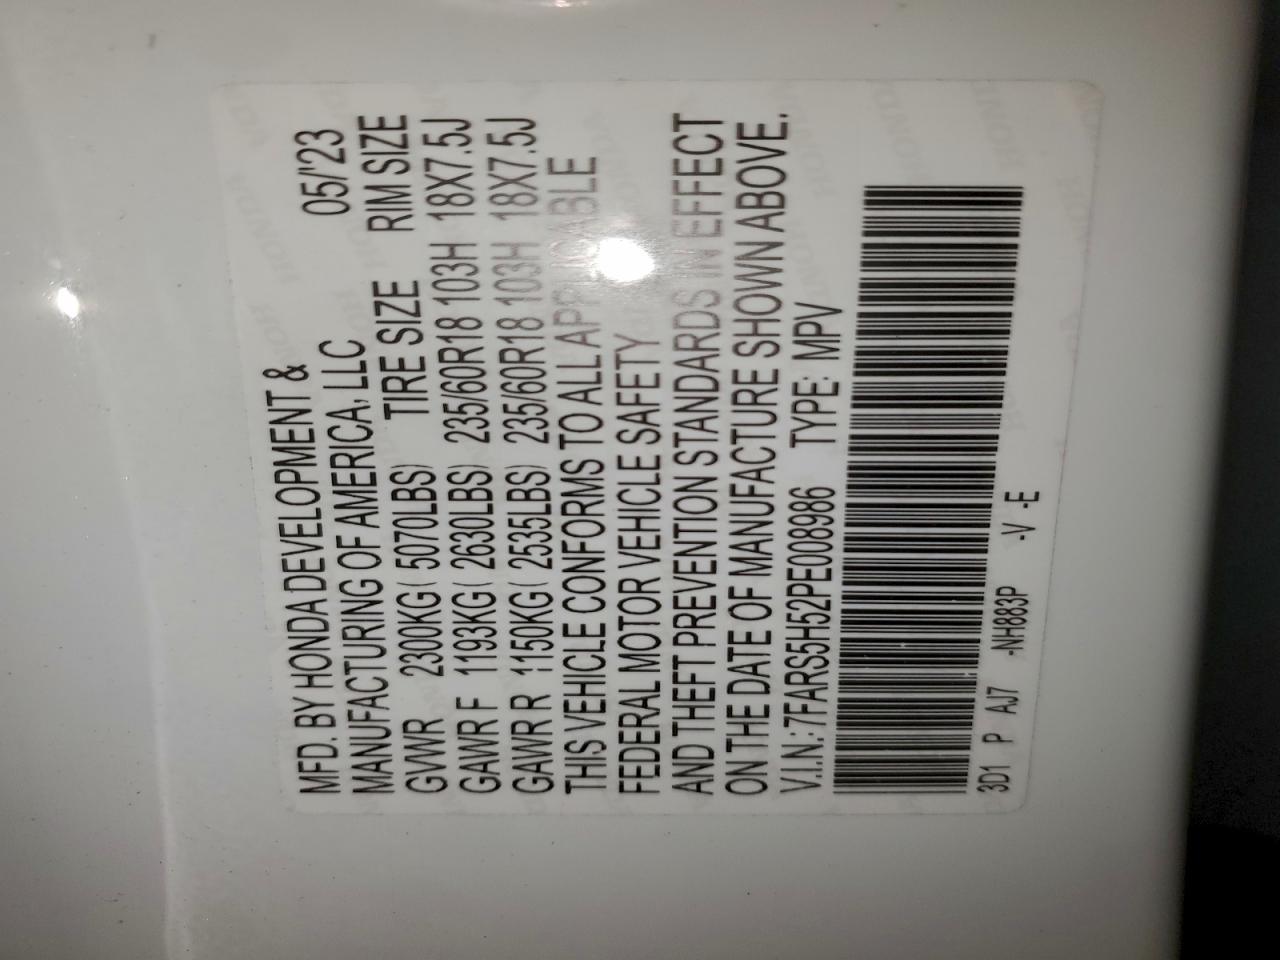 MFD. BY HONDA DEVELOPMENT &
MANUFACTURING OF AMERICA, LLC 05/'23
GVWR 2300KG( 5070LBS) TIRE SIZE RIM SIZE
GAWR F 1193KG( 2630LBS) 235/60R18 103H 18X7.5J
GAWR R 1150KG( 2535LBS) 235/60R18 103H 18X7.5J
THIS VEHICLE CONFORMS TO ALL APPLICABLE
FEDERAL MOTOR VEHICLE SAFETY
AND THEFT PREVENTION STANDARDS IN EFFECT
ON THE DATE OF MANUFACTURE SHOWN ABOVE.
V.I.N.: 7FARS5H52PE008986 TYPE: MPV
3D1 P AJ7 -NH883P -V -E